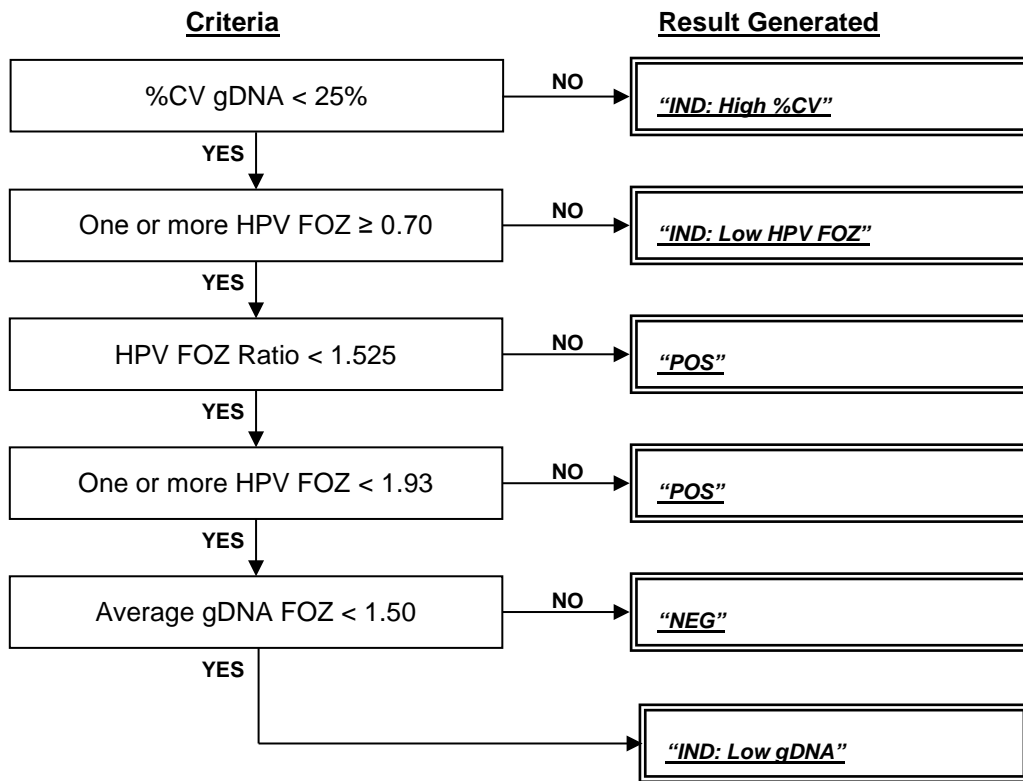 Criteria
Result Generated
%CV gDNA < 25%
NO
“IND: High %CV”
YES
One or more HPV FOZ ≥ 0.70
NO
“IND: Low HPV FOZ”
YES
HPV FOZ Ratio < 1.525
NO
“POS”
YES
One or more HPV FOZ < 1.93
NO
“POS”
YES
Average gDNA FOZ < 1.50
NO
“NEG”
YES
“IND: Low gDNA”